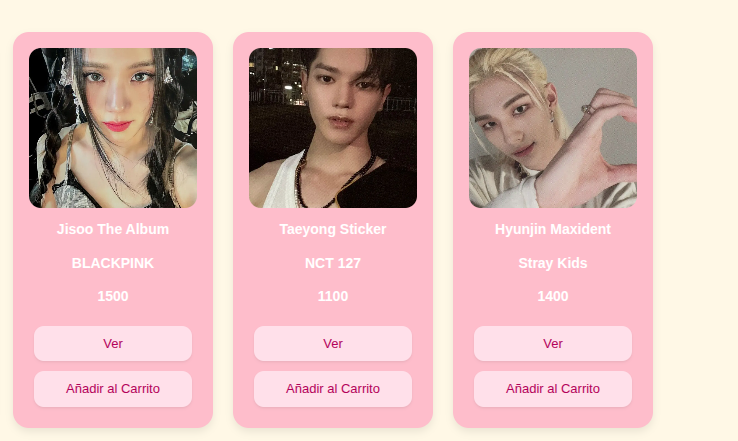 Jisoo The Album
BLACKPINK
1500
Ver
Añadir al Carrito
Taeyong Sticker
NCT 127
1100
Ver
Añadir al Carrito
Hyunjin Maxident
Stray Kids
1400
Ver
Añadir al Carrito